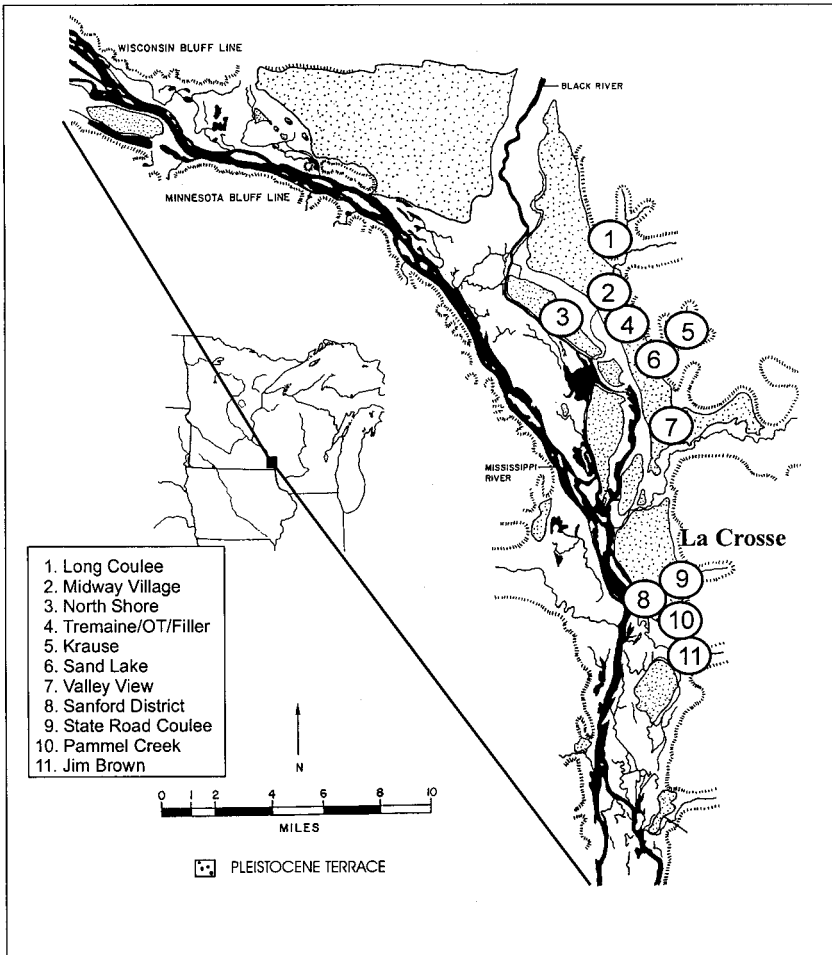 WISCONSIN BLUFF LINE
BLACK RIVER
MINNESOTA BLUFF LINE
1
2
3
4
5
6
7
MISSISSIPPI
RIVER
La Crosse
8
9
10
11
1. Long Coulee
2. Midway Village
3. North Shore
4. Tremaine/OT/Filler
5. Krause
6. Sand Lake
7. Valley View
8. Sanford District
9. State Road Coulee
10. Pammel Creek
11. Jim Brown
N
0 1 2 4 6 8 10
MILES
PLEISTOCENE TERRACE